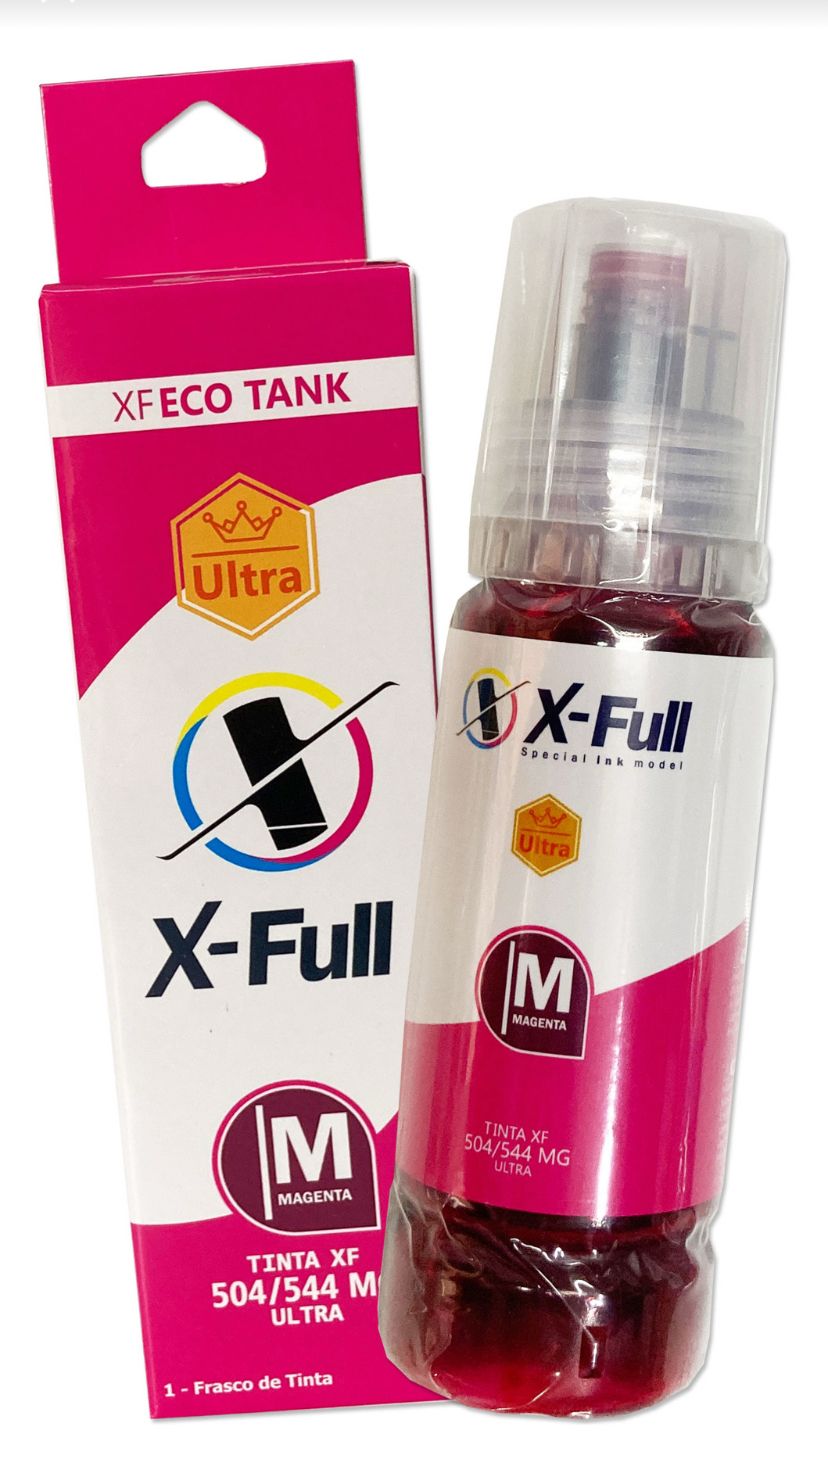 XF ECO TANK
Ultra
X-Full
M
MAGENTA
TINTA XF
504/544 M
ULTRA
1 - Frasco de Tinta
X-Full
Special Ink model
Ultra
M
MAGENTA
TINTA XF
504/544 MG
ULTRA